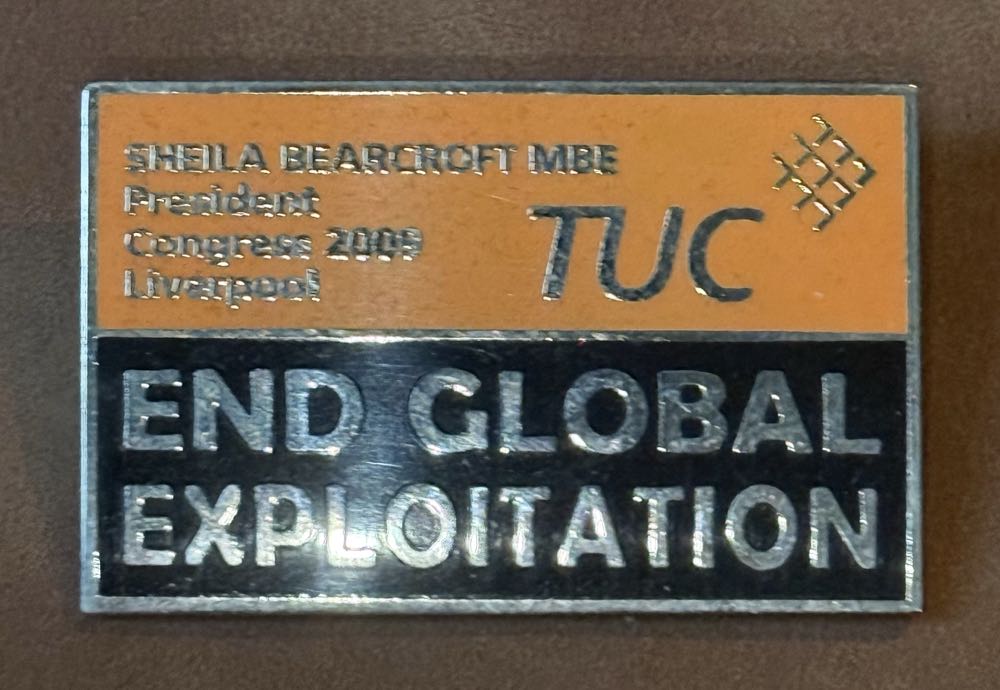 SHEILA BEARCROFT MBE
President
Congress 2009
Liverpool
TUC
END GLOBAL
EXPLOITATION